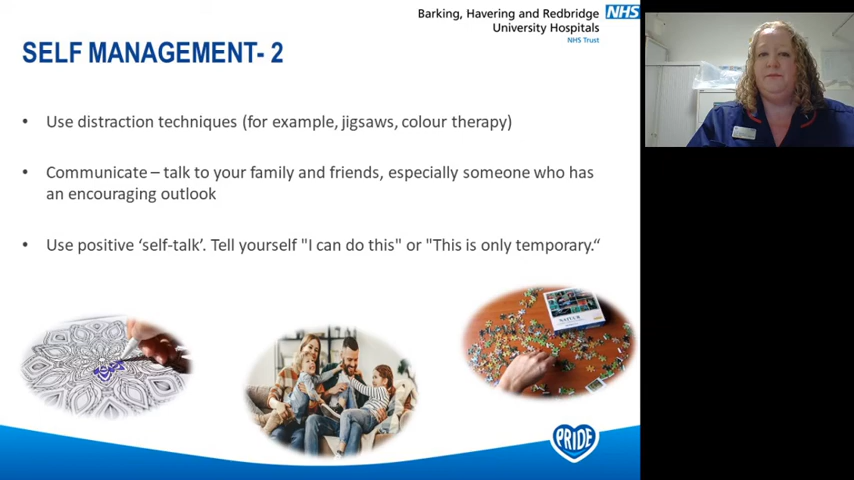 Barking, Havering and Redbridge NHS
University Hospitals
NHS Trust
SELF MANAGEMENT- 2
• Use distraction techniques (for example, jigsaws, colour therapy)
• Communicate – talk to your family and friends, especially someone who has
an encouraging outlook
• Use positive ‘self-talk’. Tell yourself "I can do this" or "This is only temporary.“
PRIDE